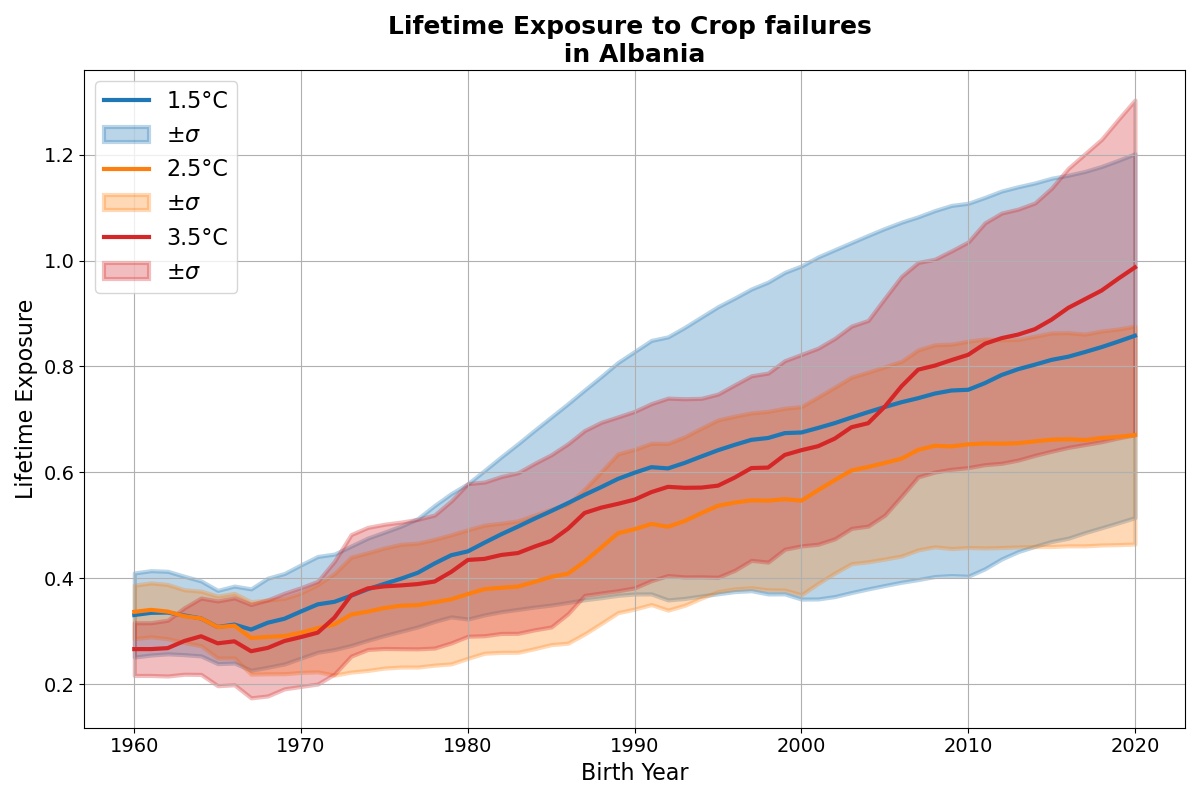 Lifetime Exposure to Crop failures
in Albania
1.5°C
±σ
2.5°C
±σ
3.5°C
±σ
Lifetime Exposure
1.2
1.0
0.8
0.6
0.4
0.2
1960 1970 1980 1990 2000 2010 2020
Birth Year